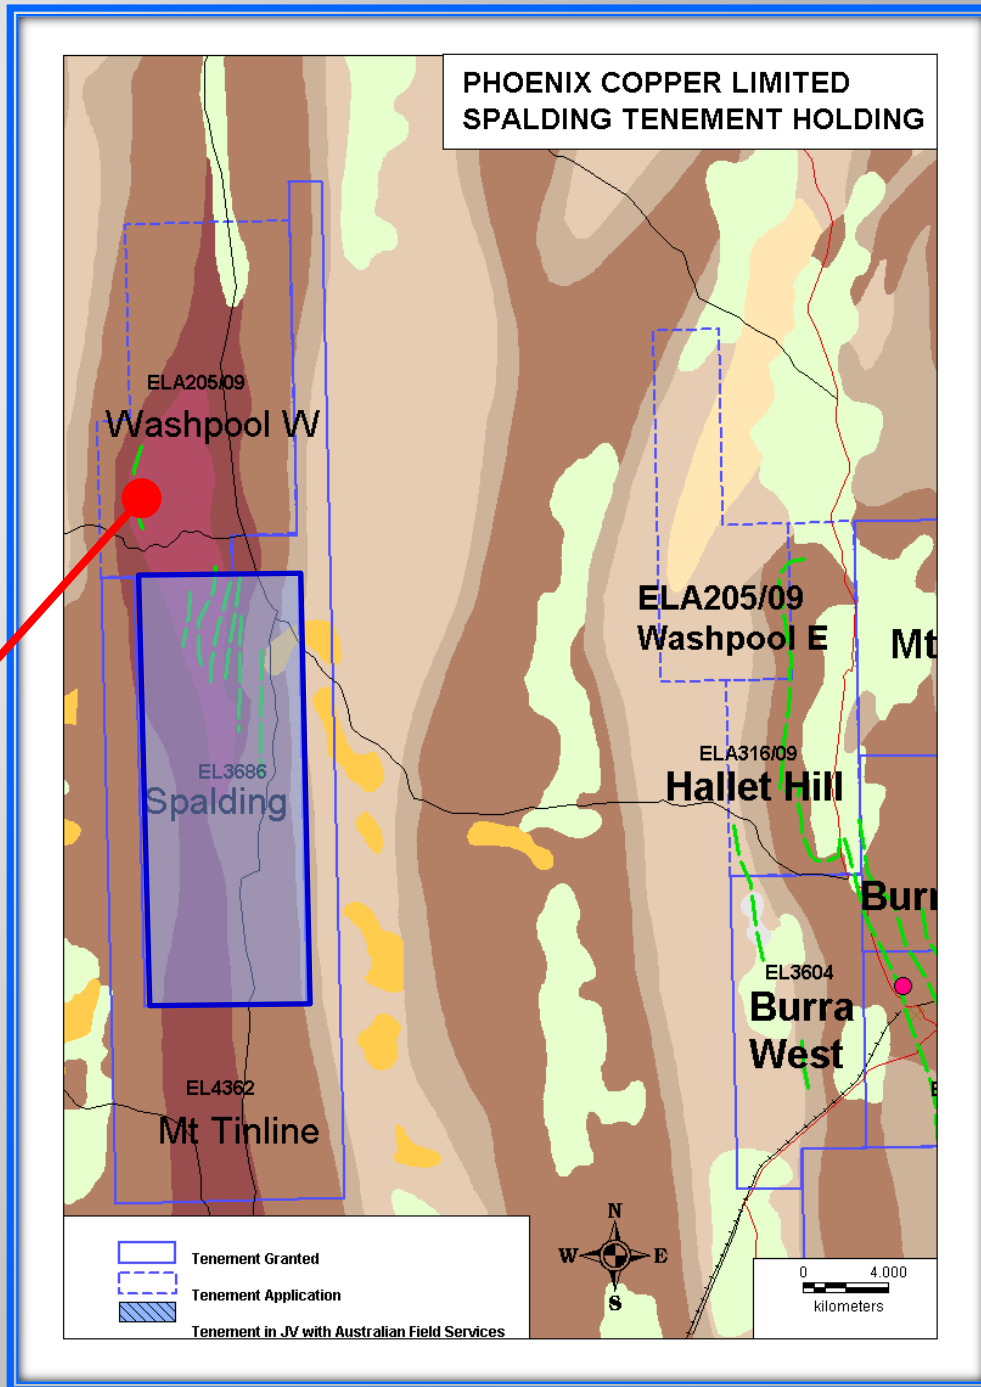 PHOENIX COPPER LIMITED
SPALDING TENEMENT HOLDING
ELA205/09
Washpool W
ELA205/09
Washpool E
Mt
ELA316/09
Hallet Hill
EL3686
Spalding
Burr
EL3604
Burra
West
EL4362
Mt Tinline
N
W
E
S
Tenement Granted
Tenement Application
Tenement in JV with Australian Field Services
0
4.000
kilometers